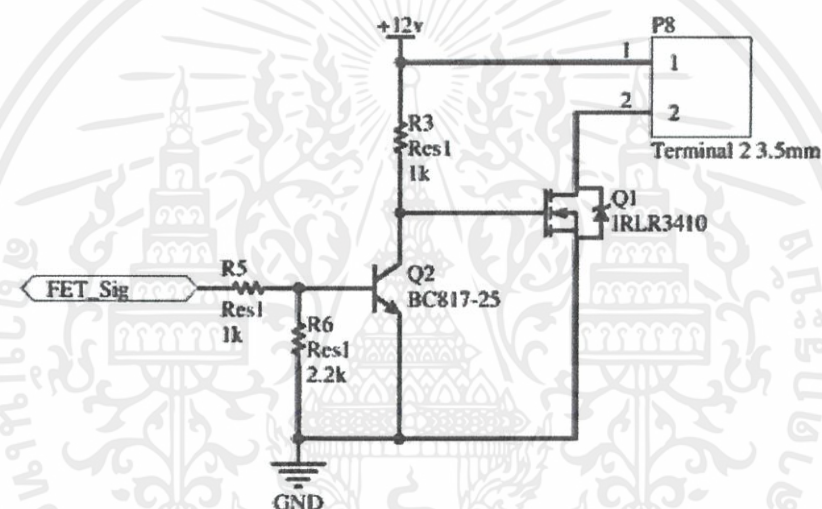 +12v
P8
1
1
2
2
Terminal 2 3.5mm
R3
Res1
1k
Q1
IRLR3410
Q2
BC817-25
FET_Sig
R5
Res1
1k
R6
Res1
2.2k
GND